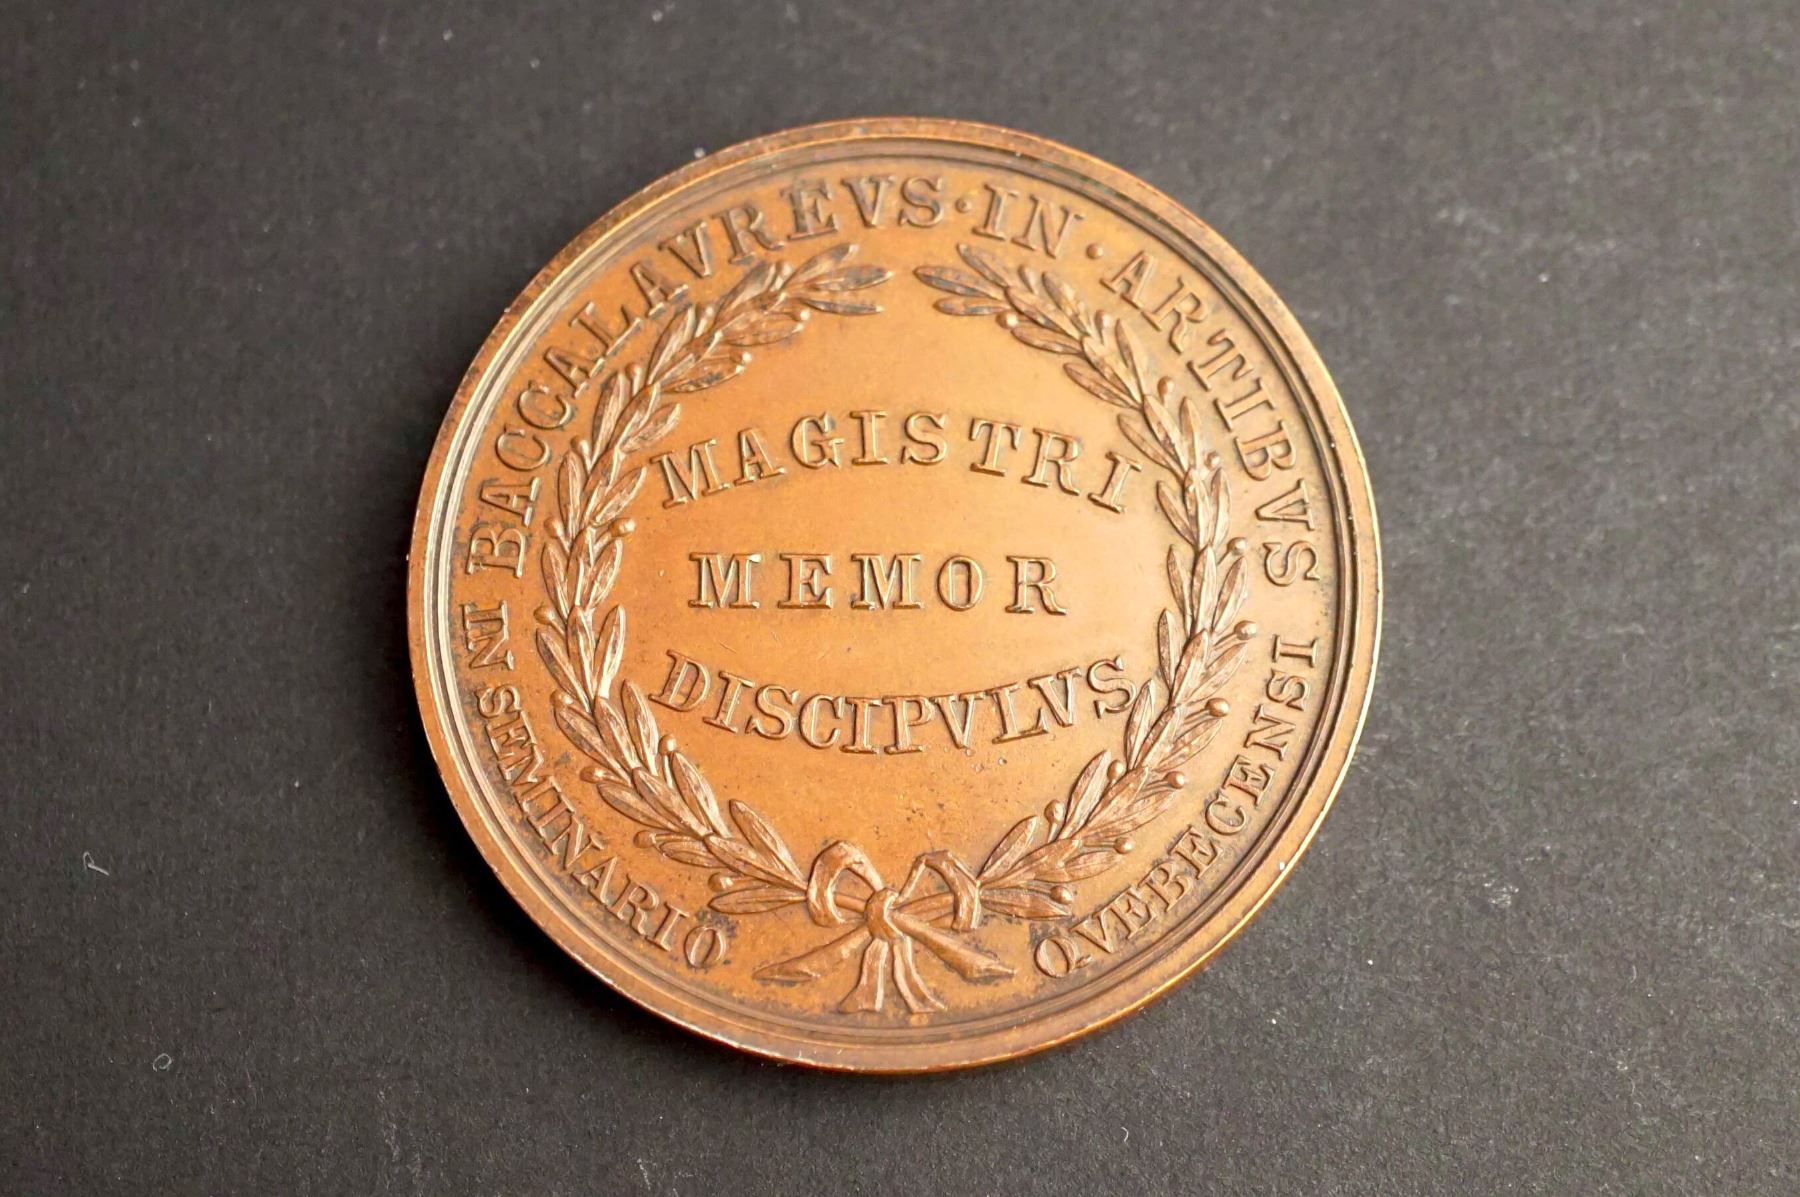 BACCALAVREVS · IN · ARTIBVS
IN SEMINARIO QVEBECENSI
MAGISTRI
MEMOR
DISCIPVLVS